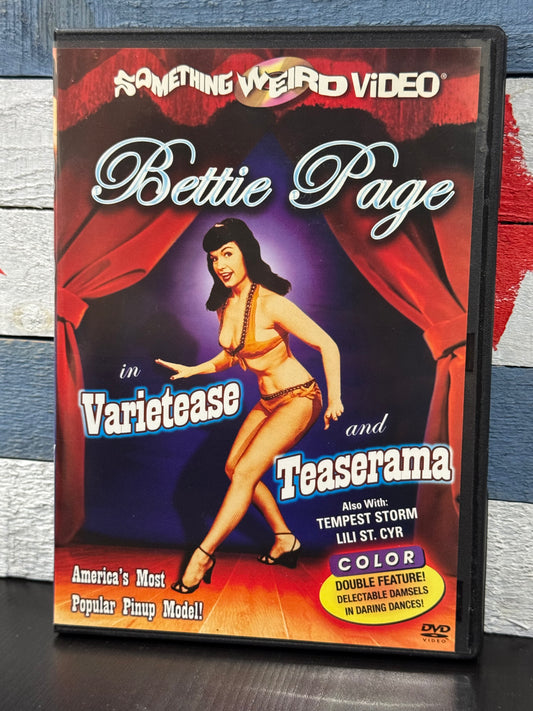 SOMETHING WEIRD ViDEO®
Bettie Page
in
Varietease
and
Teaserama
Also With:
TEMPEST STORM
LILI ST. CYR
COLOR
DOUBLE FEATURE!
DELECTABLE DAMSELS
IN DARING DANCES!
America's Most
Popular Pinup Model!
DVD